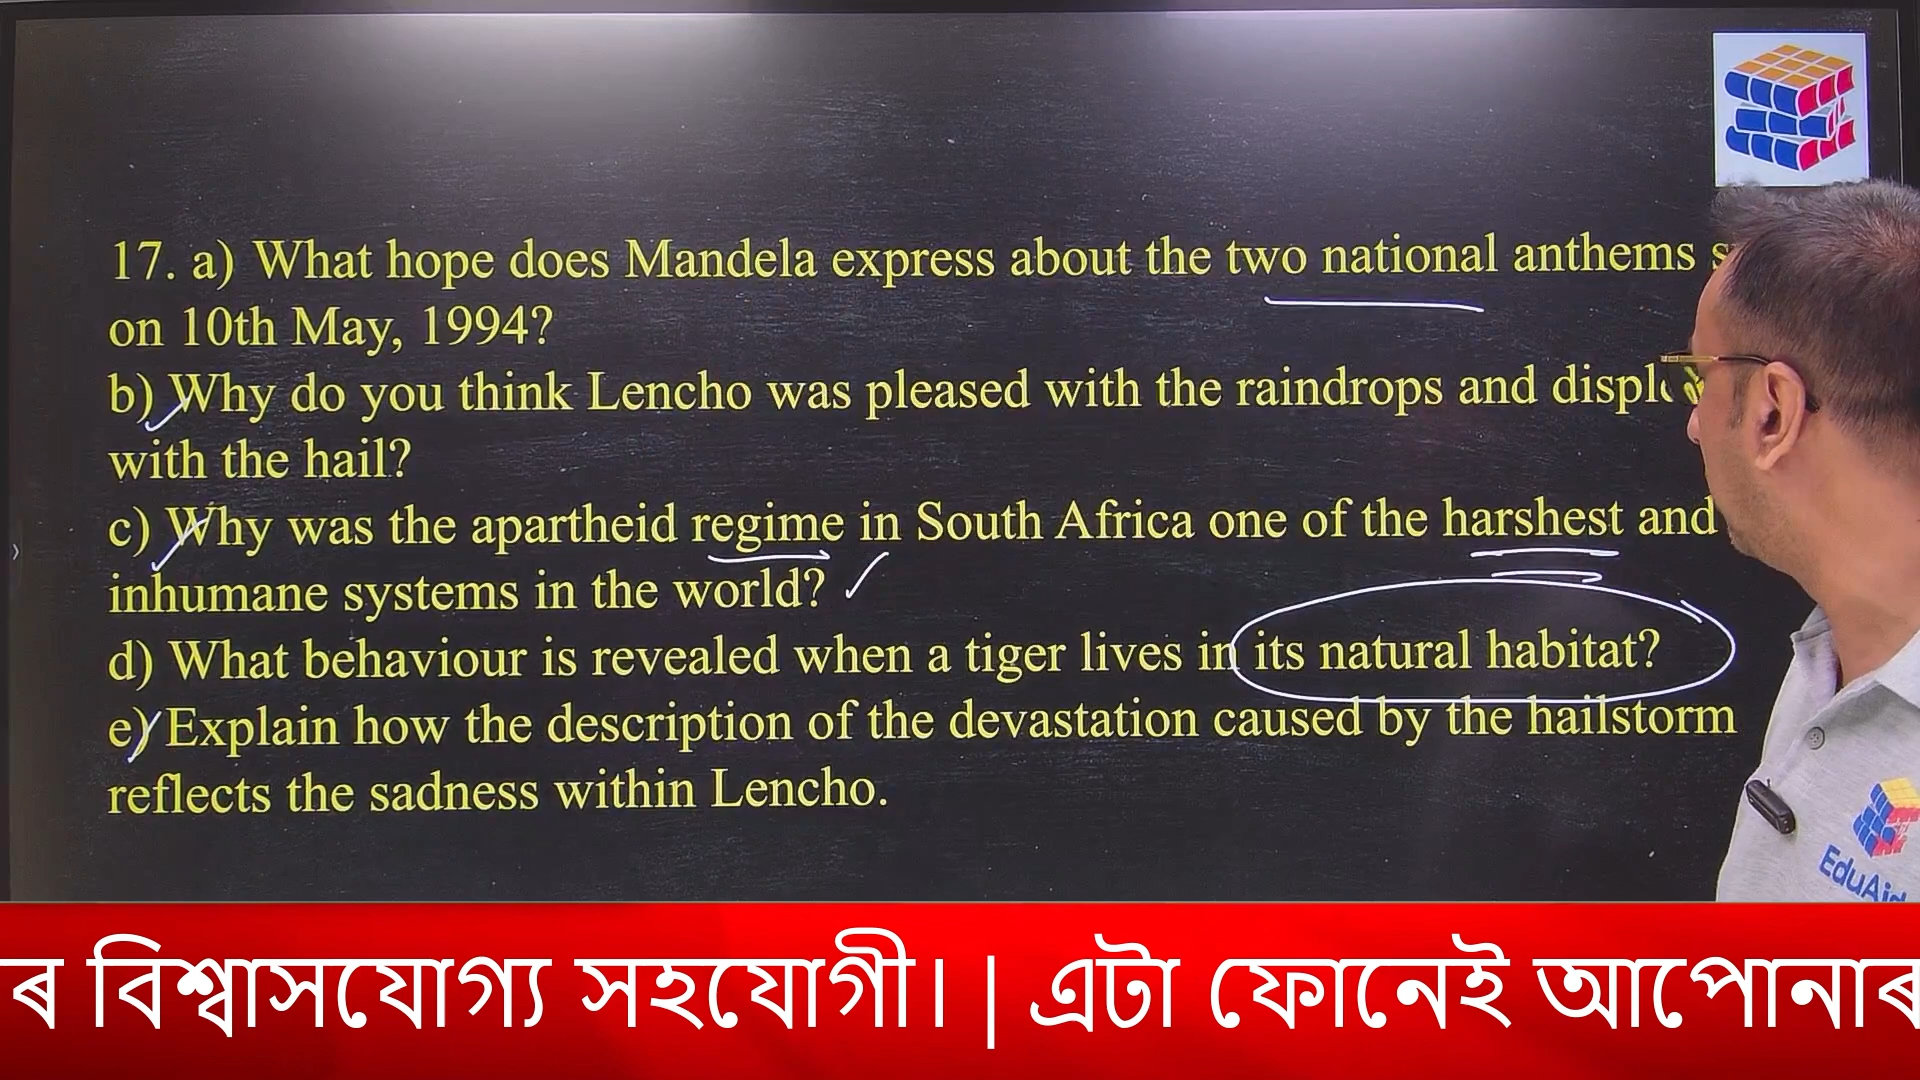 17. a) What hope does Mandela express about the two national anthems
on 10th May, 1994?
b) Why do you think Lencho was pleased with the raindrops and
with the hail?
c) Why was the apartheid regime in South Africa one of the harshest and
inhumane systems in the world?
d) What behaviour is revealed when a tiger lives in its natural habitat?
e) Explain how the description of the devastation caused by the hailstorm
reflects the sadness within Lencho.
EduAid
ৰ বিশ্বাসযোগ্য সহযোগী। | এটা ফোনেই আপোনাৰ